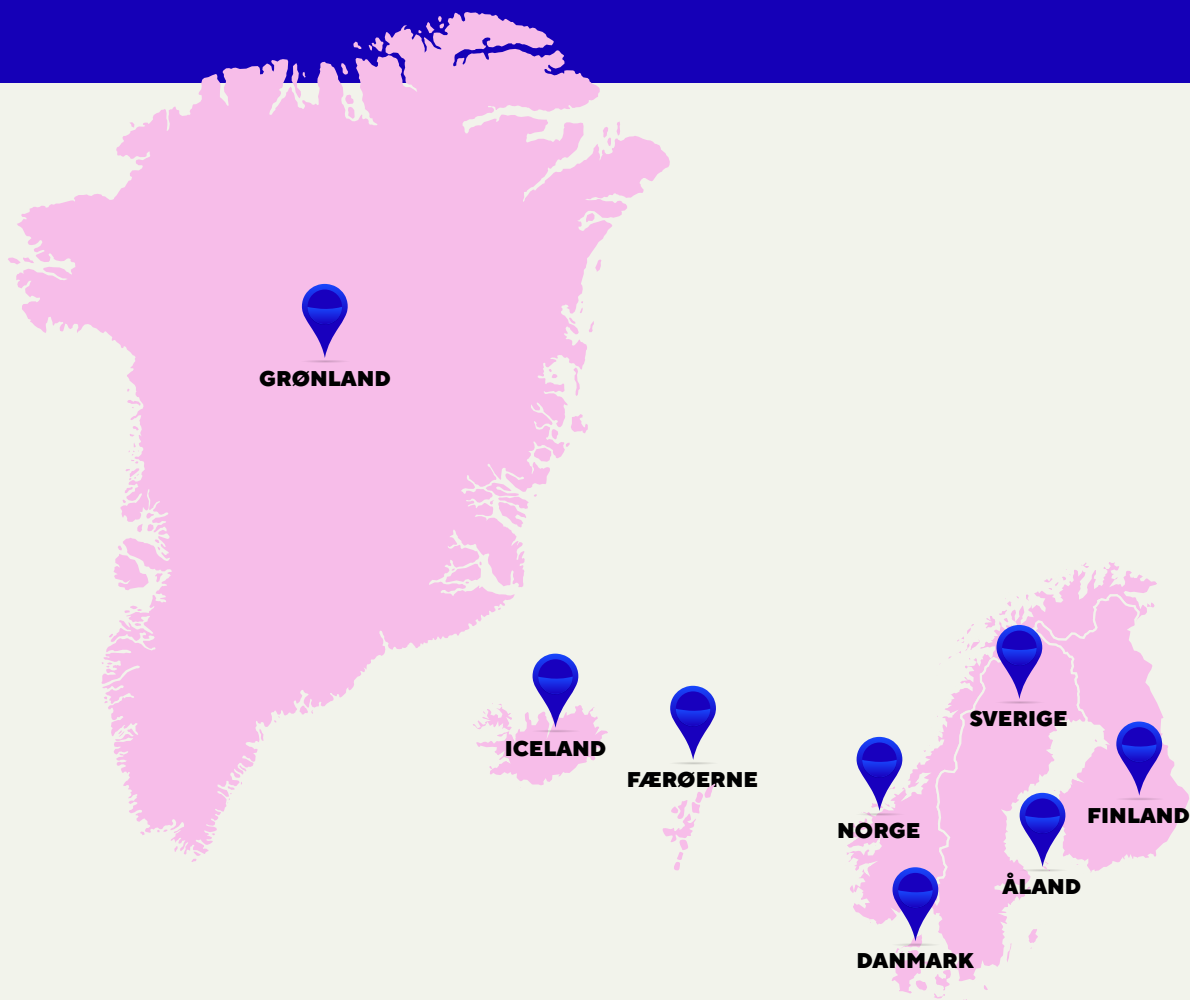 GRØNLAND
SVERIGE
ICELAND
FÆRØERNE
FINLAND
NORGE
ÅLAND
DANMARK